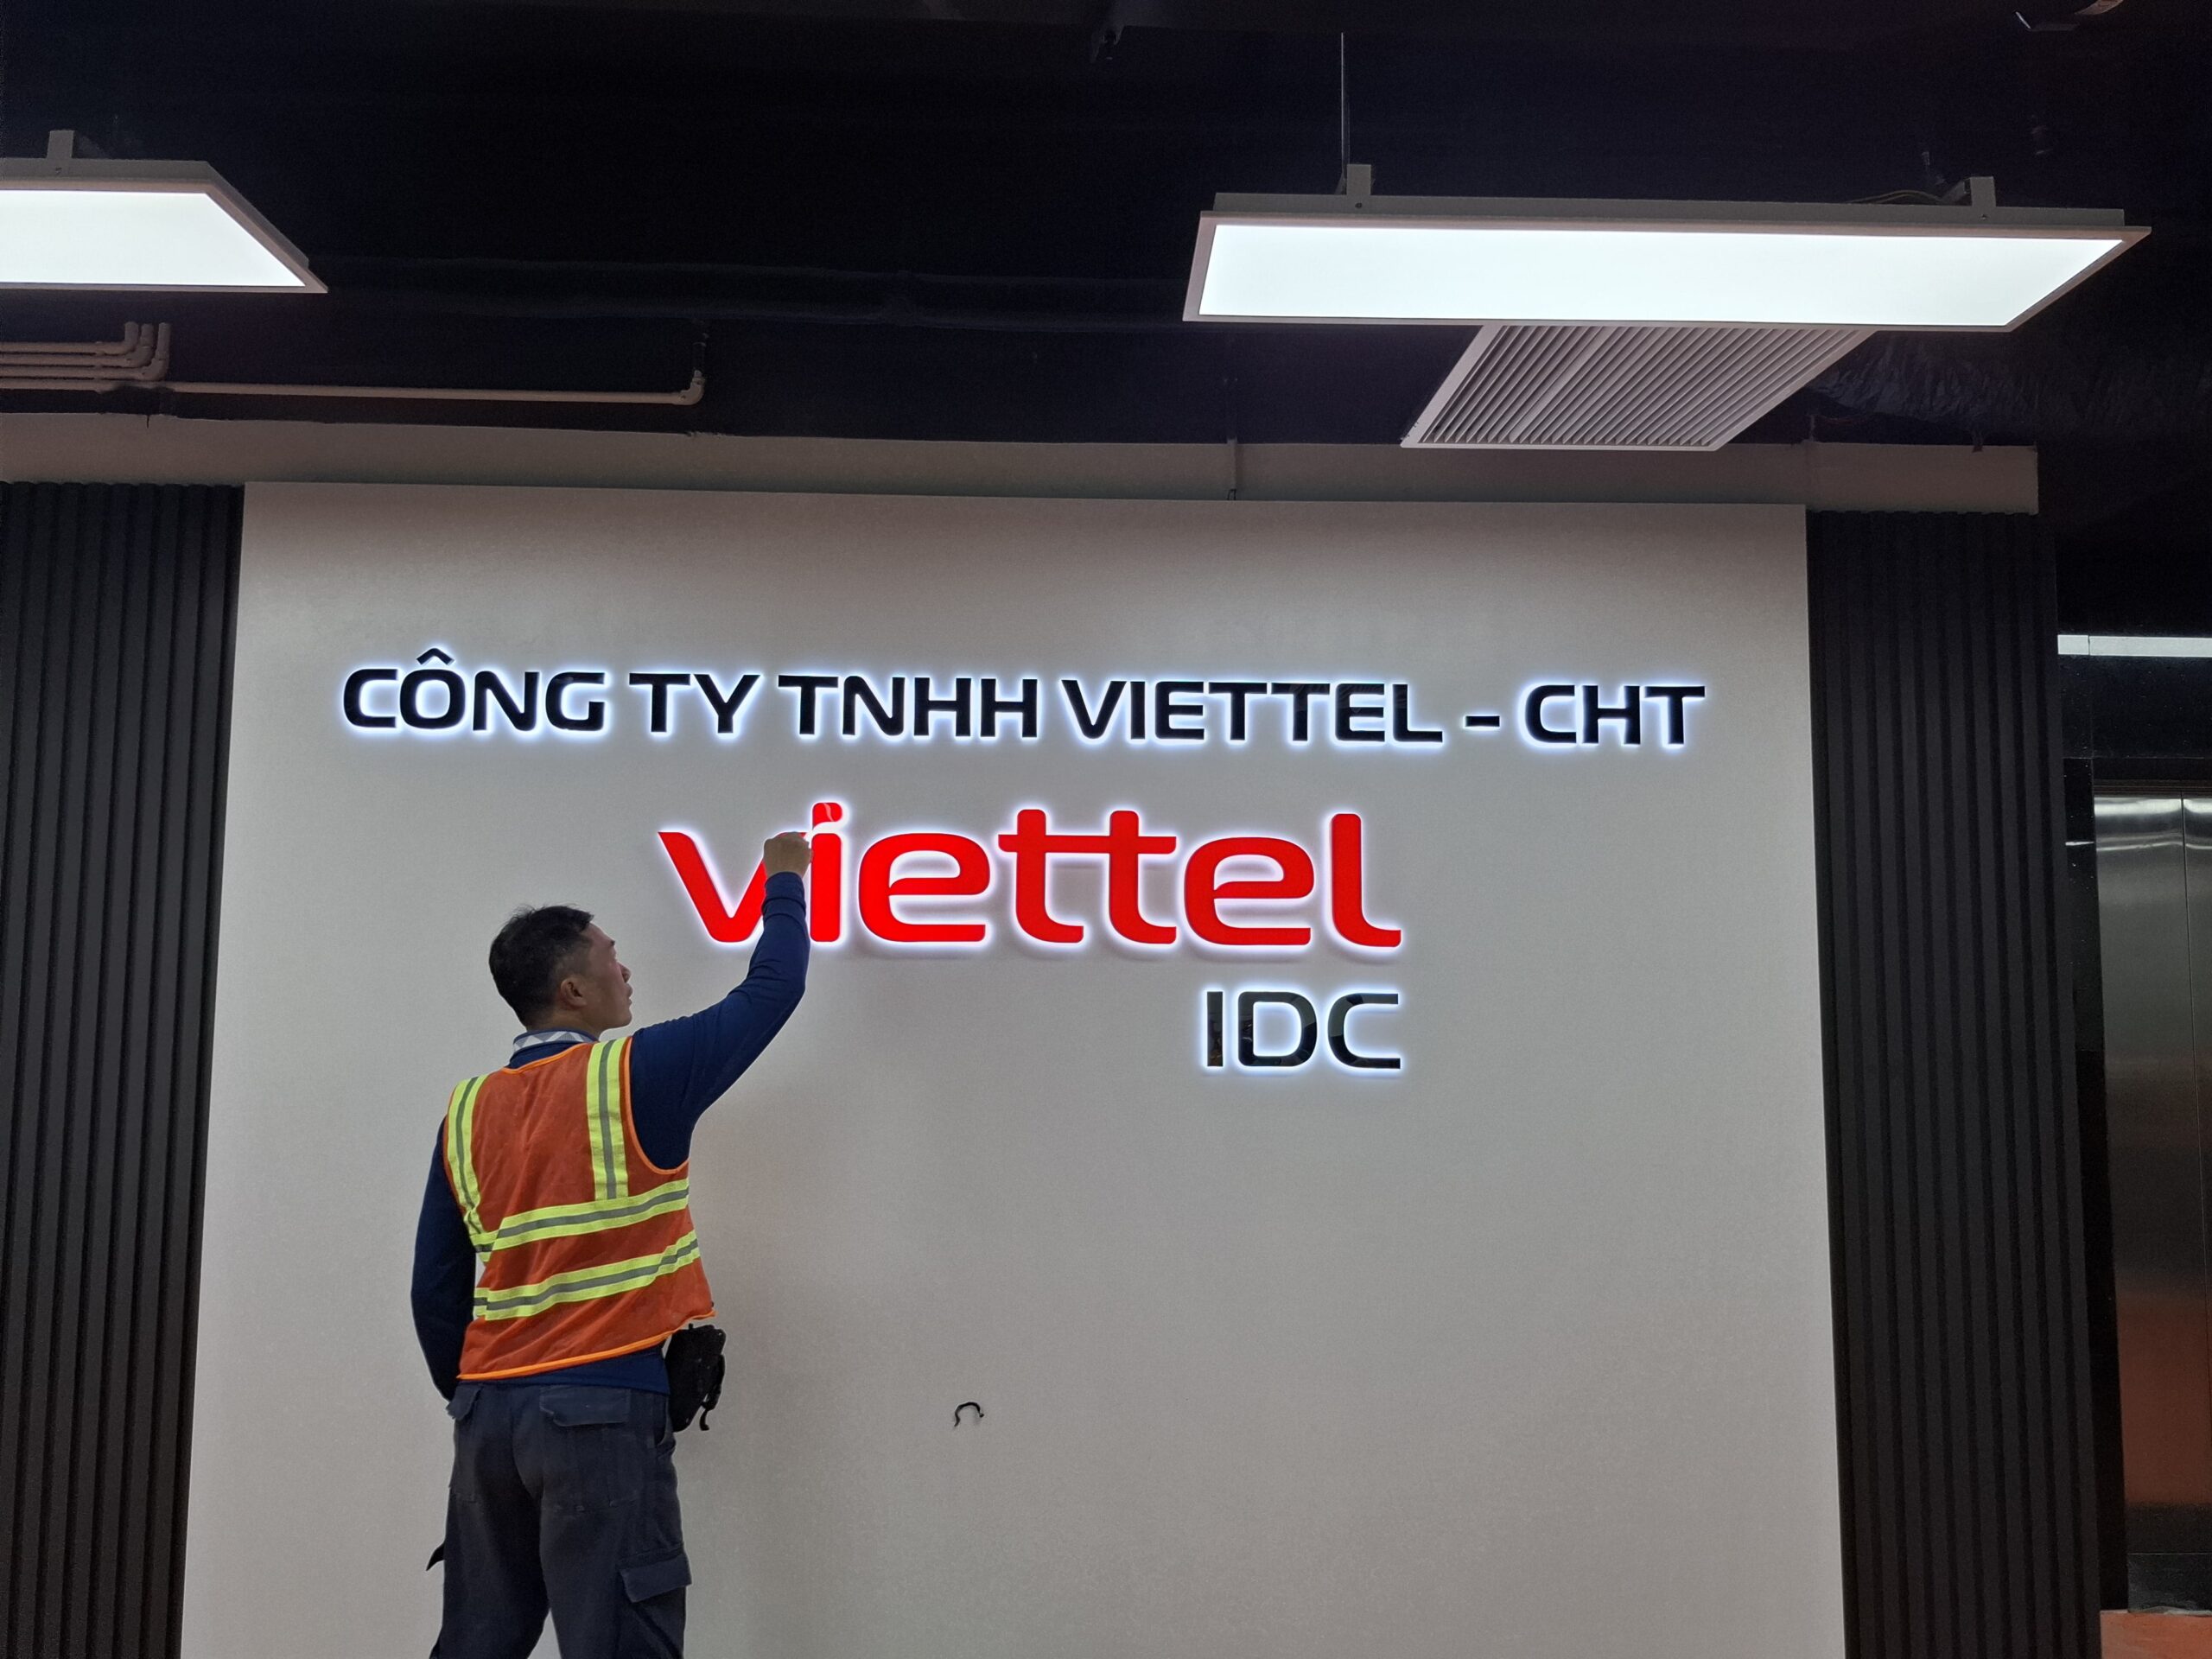 CÔNG TY TNHH VIETTEL - CHT
viettel
IDC